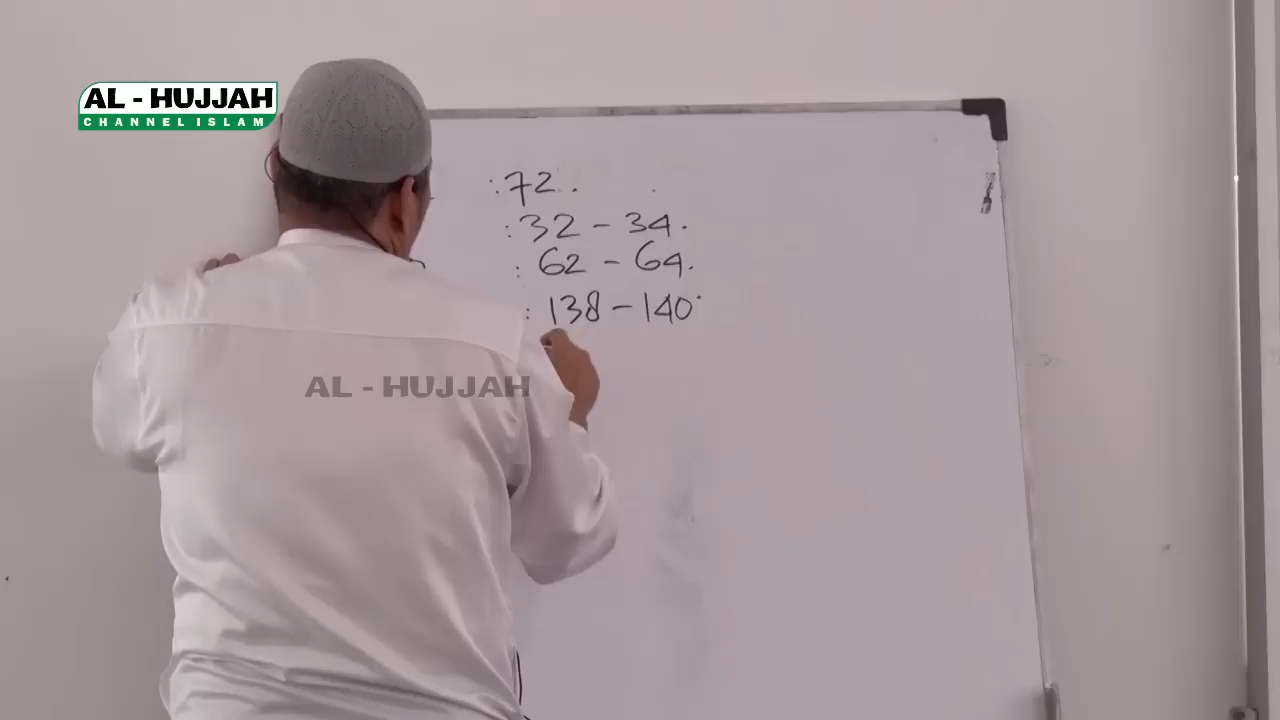 AL - HUJJAH
CHANNEL ISLAM
: 72.
: 32 - 34.
: 62 - 64.
: 138 - 140
AL - HUJJAH